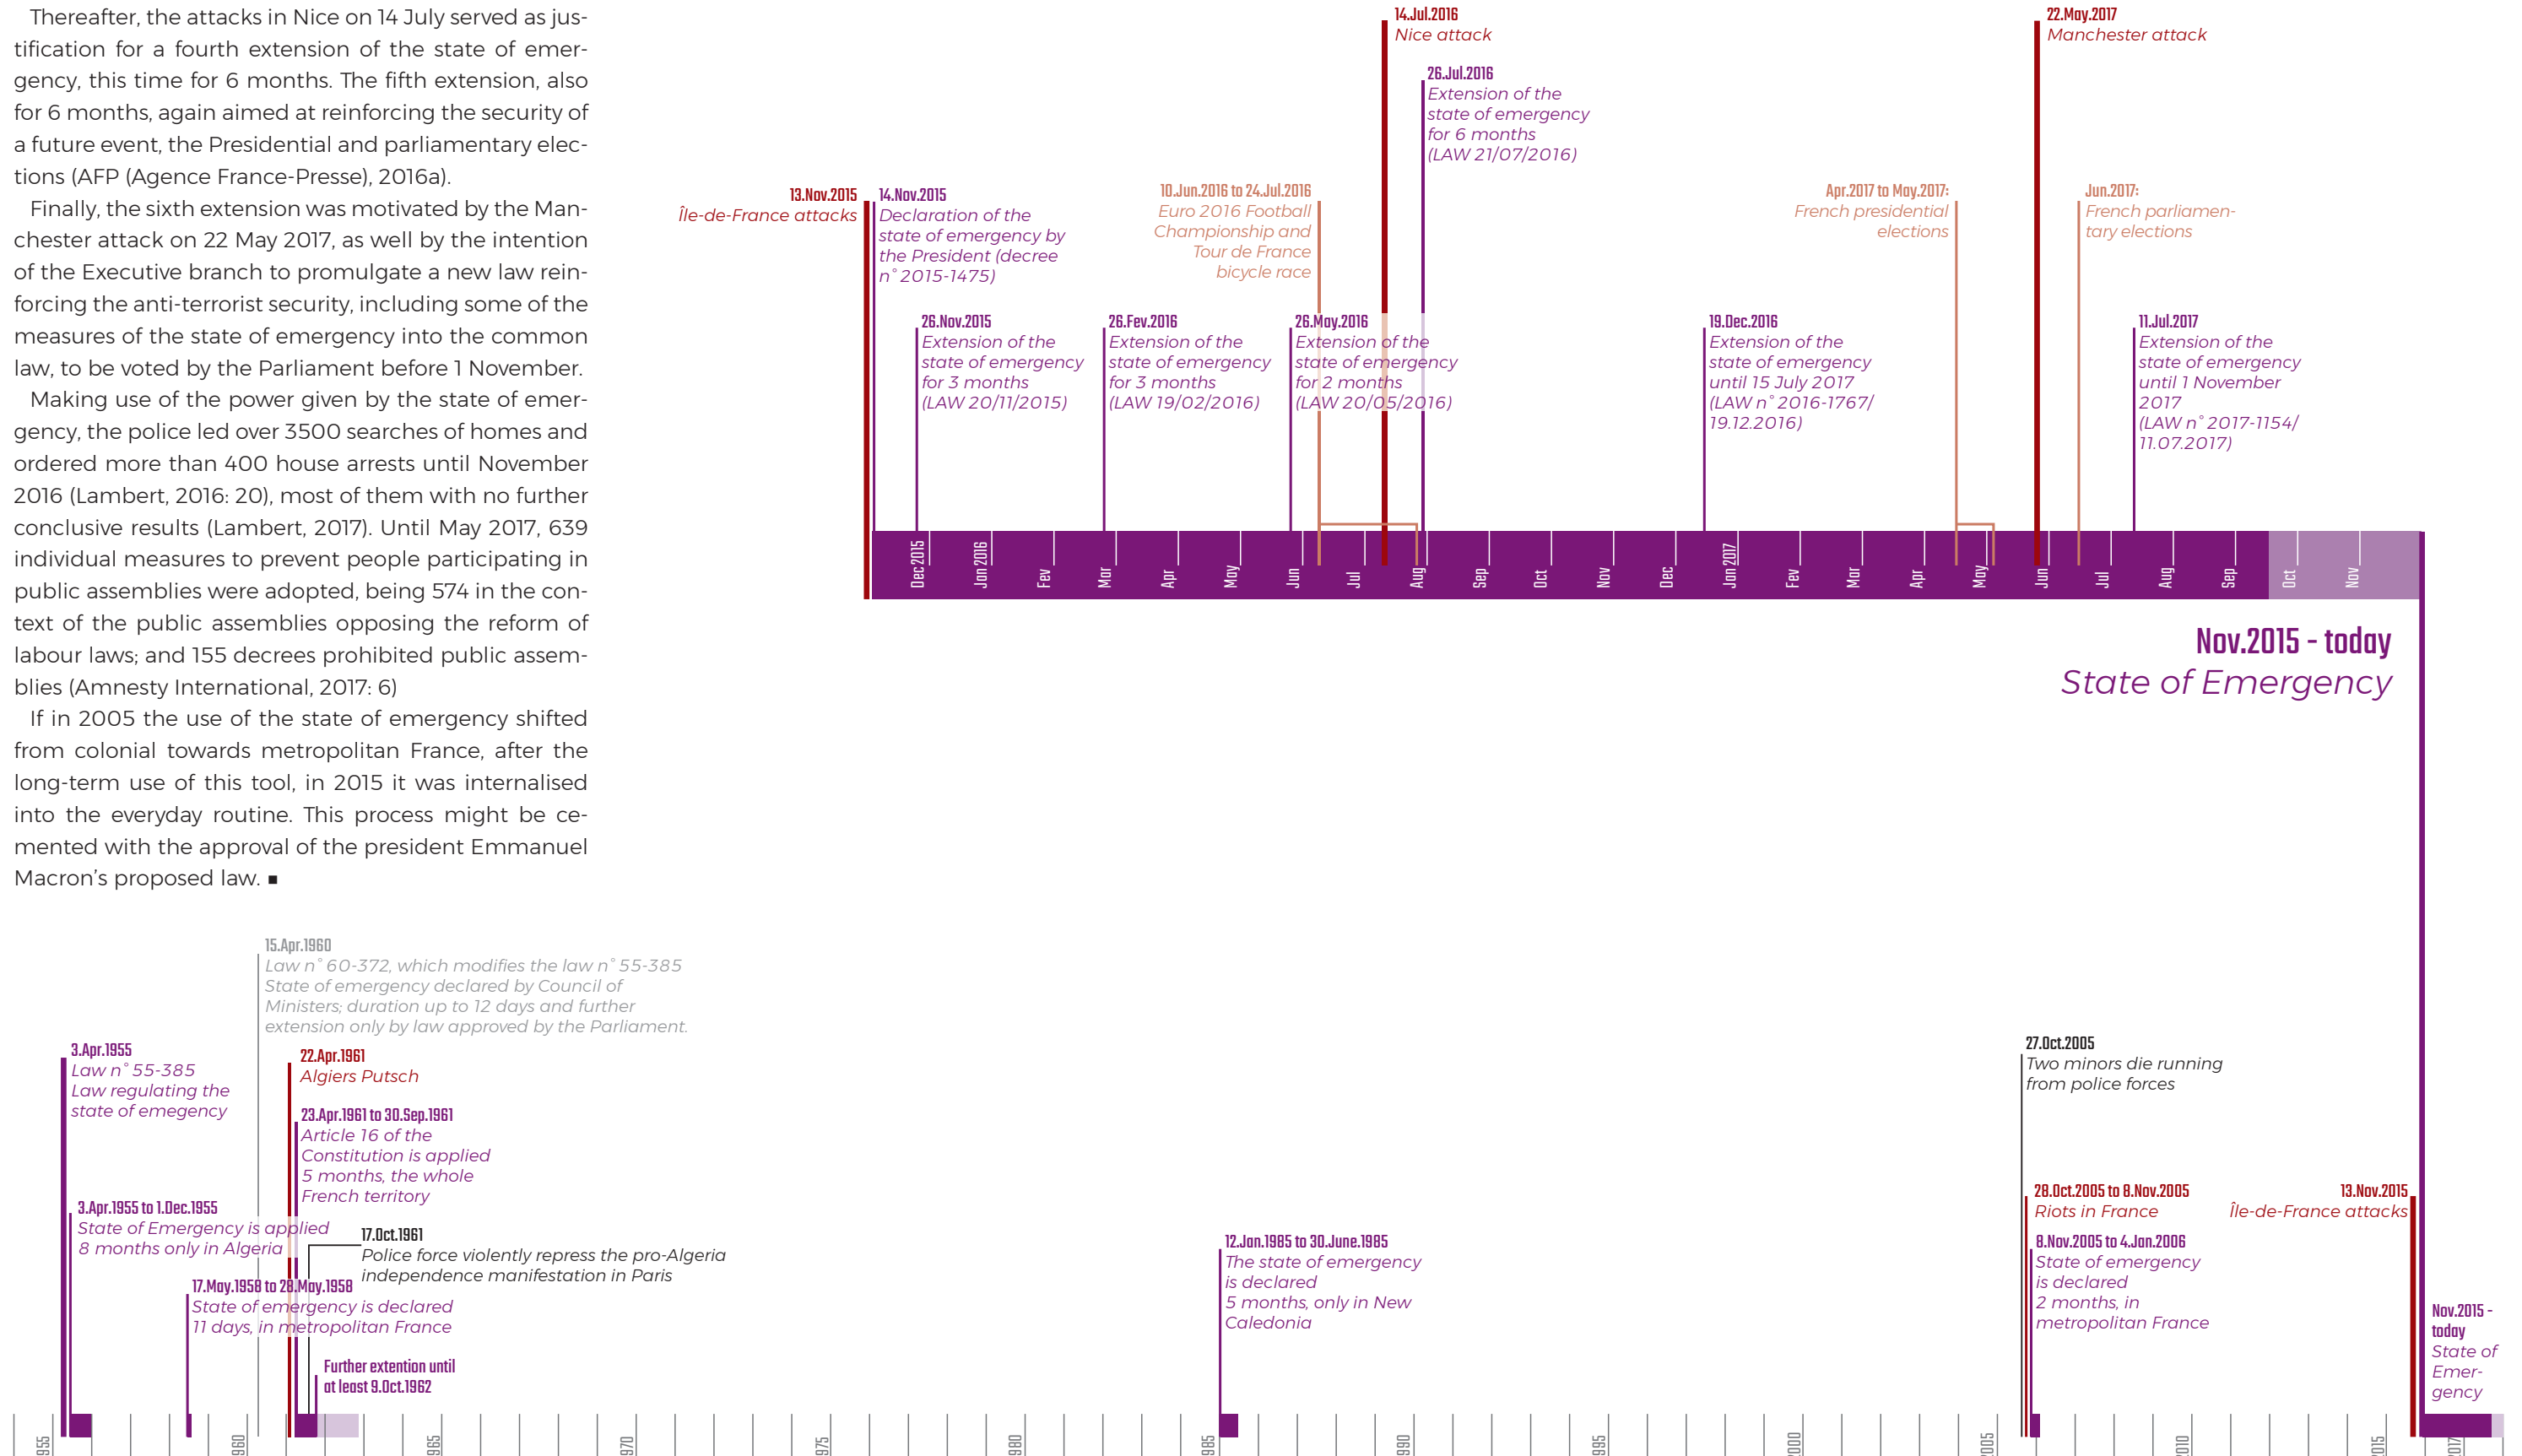 Thereafter, the attacks in Nice on 14 July served as jus-
tification for a fourth extension of the state of emer-
gency, this time for 6 months. The fifth extension, also
for 6 months, again aimed at reinforcing the security of
a future event, the Presidential and parliamentary elec-
tions (AFP (Agence France-Presse), 2016a).
Finally, the sixth extension was motivated by the Man-
chester attack on 22 May 2017, as well by the intention
of the Executive branch to promulgate a new law rein-
forcing the anti-terrorist security, including some of the
measures of the state of emergency into the common
law, to be voted by the Parliament before 1 November.
Making use of the power given by the state of emer-
gency, the police led over 3500 searches of homes and
ordered more than 400 house arrests until November
2016 (Lambert, 2016: 20), most of them with no further
conclusive results (Lambert, 2017). Until May 2017, 639
individual measures to prevent people participating in
public assemblies were adopted, being 574 in the con-
text of the public assemblies opposing the reform of
labour laws; and 155 decrees prohibited public assem-
blies (Amnesty International, 2017: 6)
If in 2005 the use of the state of emergency shifted
from colonial towards metropolitan France, after the
long-term use of this tool, in 2015 it was internalised
into the everyday routine. This process might be ce-
mented with the approval of the president Emmanuel
Macron's proposed law. ■
13.Nov.2015
Île-de-France attacks
14.Nov.2015
Declaration of the
state of emergency by
the President (decree
n° 2015-1475)
26.Nov.2015
Extension of the
state of emergency
for 3 months
(LAW 20/11/2015)
26.Fev.2016
Extension of the
state of emergency
for 3 months
(LAW 19/02/2016)
10.Jun.2016 to 24.Jul.2016
Euro 2016 Football
Championship and
Tour de France
bicycle race
26.May.2016
Extension of the
state of emergency
for 2 months
(LAW 20/05/2016)
14.Jul.2016
Nice attack
26.Jul.2016
Extension of the
state of emergency
for 6 months
(LAW 21/07/2016)
19.Dec.2016
Extension of the
state of emergency
until 15 July 2017
(LAW n° 2016-1767/
19.12.2016)
Apr.2017 to May.2017:
French presidential
elections
22.May.2017
Manchester attack
Jun.2017:
French parliamen-
tary elections
11.Jul.2017
Extension of the
state of emergency
until 1 November
2017
(LAW n° 2017-1154/
11.07.2017)
Dec 2015
Jan 2016
Fev
Mar
Apr
May
Jun
Jul
Aug
Sep
Oct
Nov
Dec
Jan 2017
Fev
Mar
Apr
May
Jun
Jul
Aug
Sep
Oct
Nov
Nov.2015 - today
State of Emergency
15.Apr.1960
Law n° 60-372, which modifies the law n° 55-385
State of emergency declared by Council of
Ministers; duration up to 12 days and further
extension only by law approved by the Parliament.
3.Apr.1955
Law n° 55-385
Law regulating the
state of emegency
22.Apr.1961
Algiers Putsch
23.Apr.1961 to 30.Sep.1961
Article 16 of the
Constitution is applied
5 months, the whole
French territory
3.Apr.1955 to 1.Dec.1955
State of Emergency is applied
8 months only in Algeria
17.Oct.1961
Police force violently repress the pro-Algeria
independence manifestation in Paris
17.May.1958 to 28.May.1958
State of emergency is declared
11 days, in metropolitan France
Further extention until
at least 9.Oct.1962
12.Jan.1985 to 30.June.1985
The state of emergency
is declared
5 months, only in New
Caledonia
27.Oct.2005
Two minors die running
from police forces
28.Oct.2005 to 8.Nov.2005
Riots in France
8.Nov.2005 to 4.Jan.2006
State of emergency
is declared
2 months, in
metropolitan France
13.Nov.2015
Île-de-France attacks
Nov.2015 -
today
State of
Emer-
gency
955
960
965
970
975
980
985
990
995
000
005
010
015
017